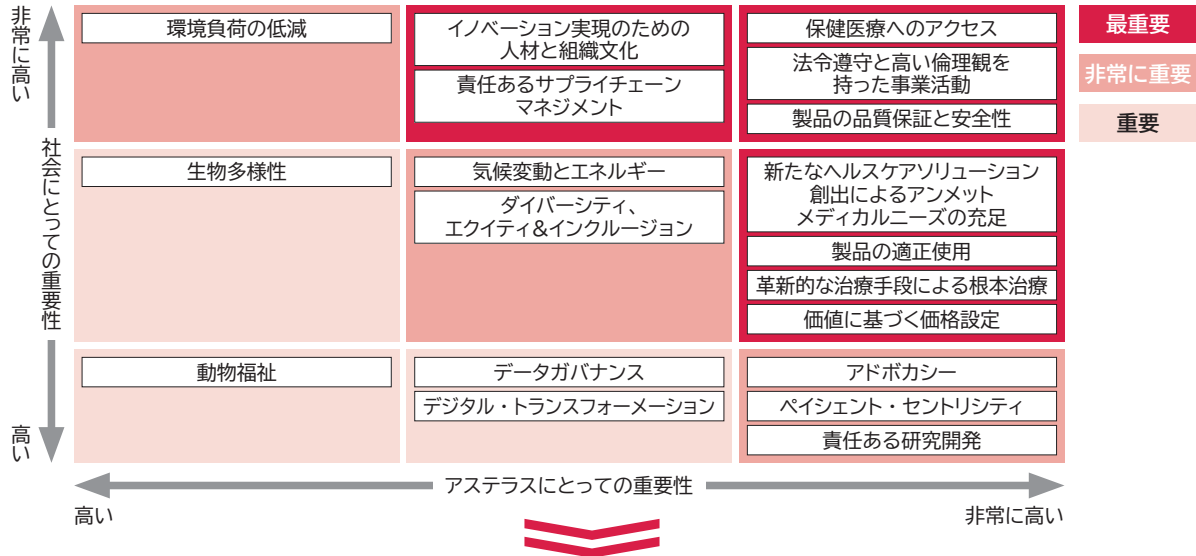 非常に高い
社会にとっての重要性
高い
環境負荷の低減
イノベーション実現のための
人材と組織文化
責任あるサプライチェーン
マネジメント
保健医療へのアクセス
法令遵守と高い倫理観を
持った事業活動
製品の品質保証と安全性
最重要
非常に重要
重要
生物多様性
気候変動とエネルギー
ダイバーシティ、
エクイティ&インクルージョン
新たなヘルスケアソリューション
創出によるアンメット
メディカルニーズの充足
製品の適正使用
革新的な治療手段による根本治療
価値に基づく価格設定
動物福祉
データガバナンス
デジタル・トランスフォーメーション
アドボカシー
ペイシェント・セントリシティ
責任ある研究開発
アステラスにとっての重要性
高い
非常に高い